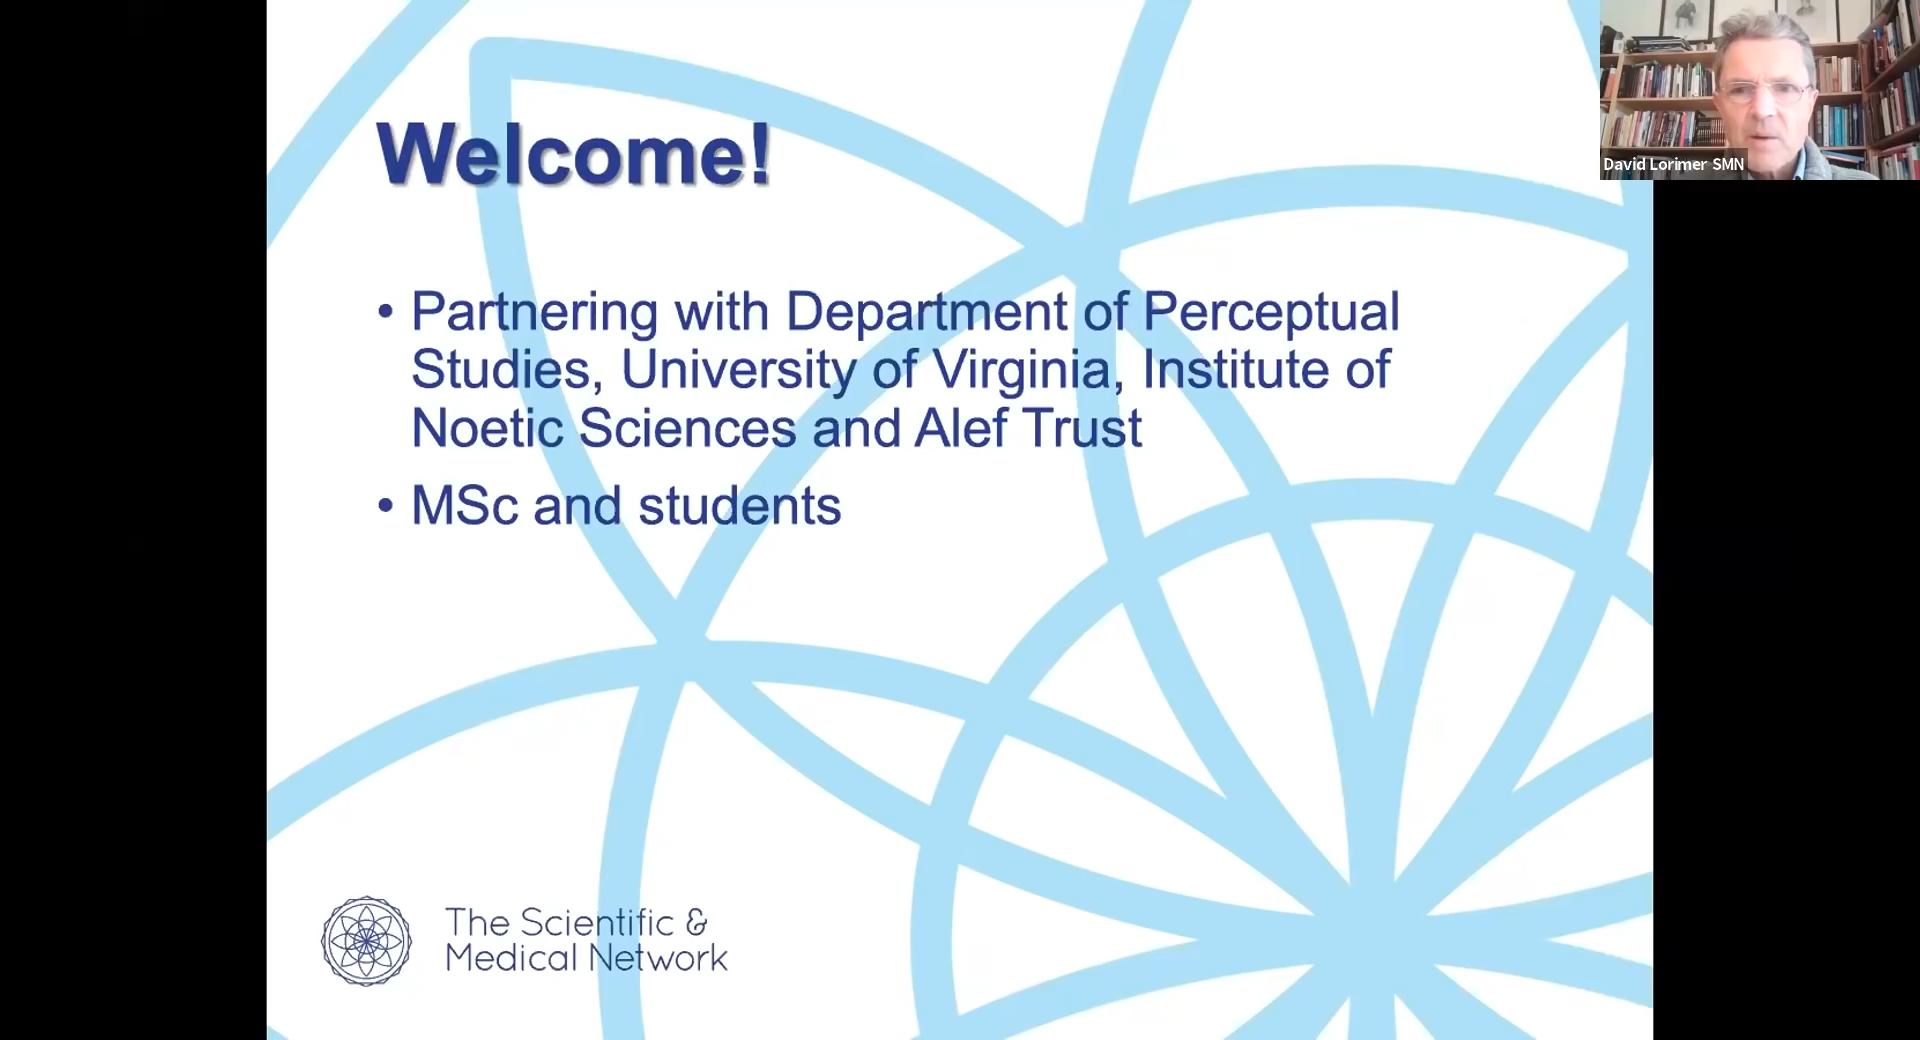 Welcome!
• Partnering with Department of Perceptual
Studies, University of Virginia, Institute of
Noetic Sciences and Alef Trust
• MSc and students
The Scientific &
Medical Network
David Lorimer SMN